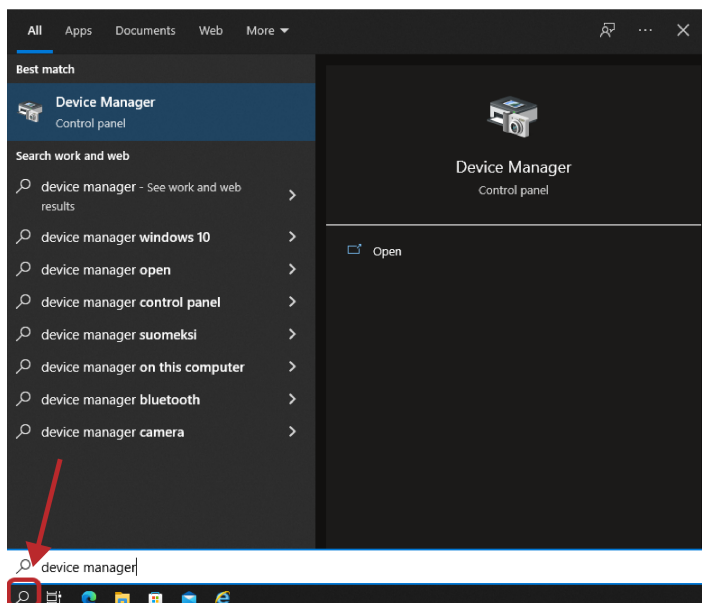 All Apps Documents Web More
Best match
Device Manager
Control panel
Search work and web
device manager - See work and web
results
device manager windows 10
device manager open
device manager control panel
device manager suomeksi
device manager on this computer
device manager bluetooth
device manager camera
Device Manager
Control panel
Open
device manager